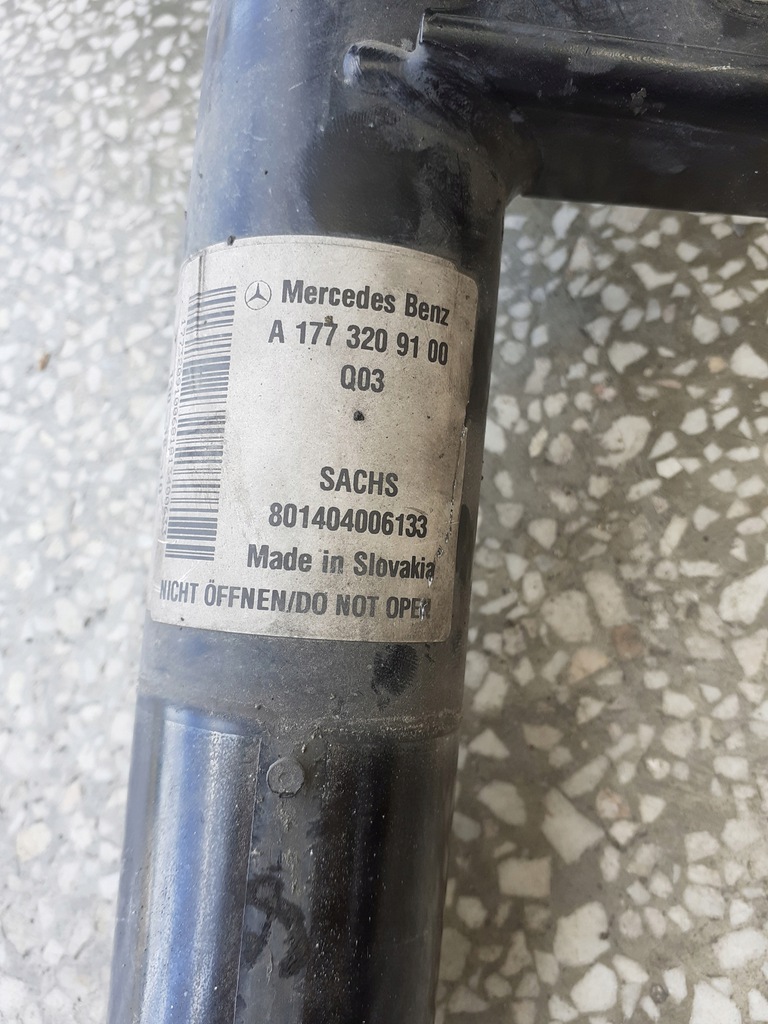 Mercedes Benz
A 177 320 91 00
Q03
SACHS
801404006133
Made in Slovakia
NICHT ÖFFNEN/DO NOT OPEN